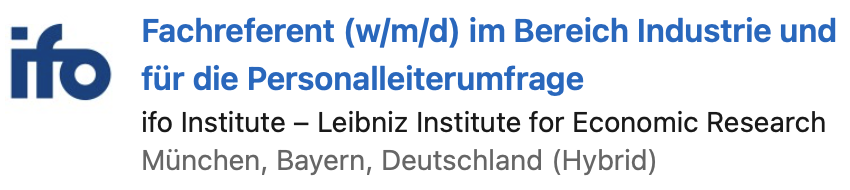 ifo
Fachreferent (w/m/d) im Bereich Industrie und
für die Personalleiterumfrage
ifo Institute – Leibniz Institute for Economic Research
München, Bayern, Deutschland (Hybrid)